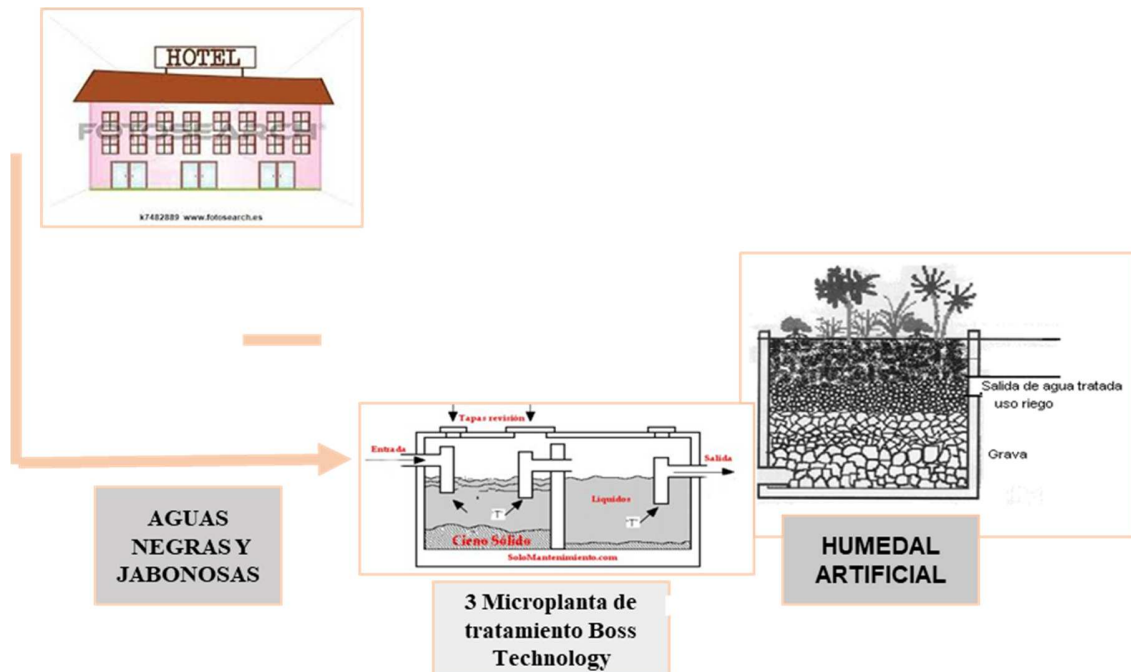 HOTEL
FOTOSEARCH®
k7482889 www.fotosearch.es
Tapas revisión
Entrada
Salida
Líquidos
"T"
"T"
Cieno Sólido
SoloMantenimiento.com
Salida de agua tratada
uso riego
Grava
AGUAS
NEGRAS Y
JABONOSAS
HUMEDAL
ARTIFICIAL
3 Microplanta de
tratamiento Boss
Technology